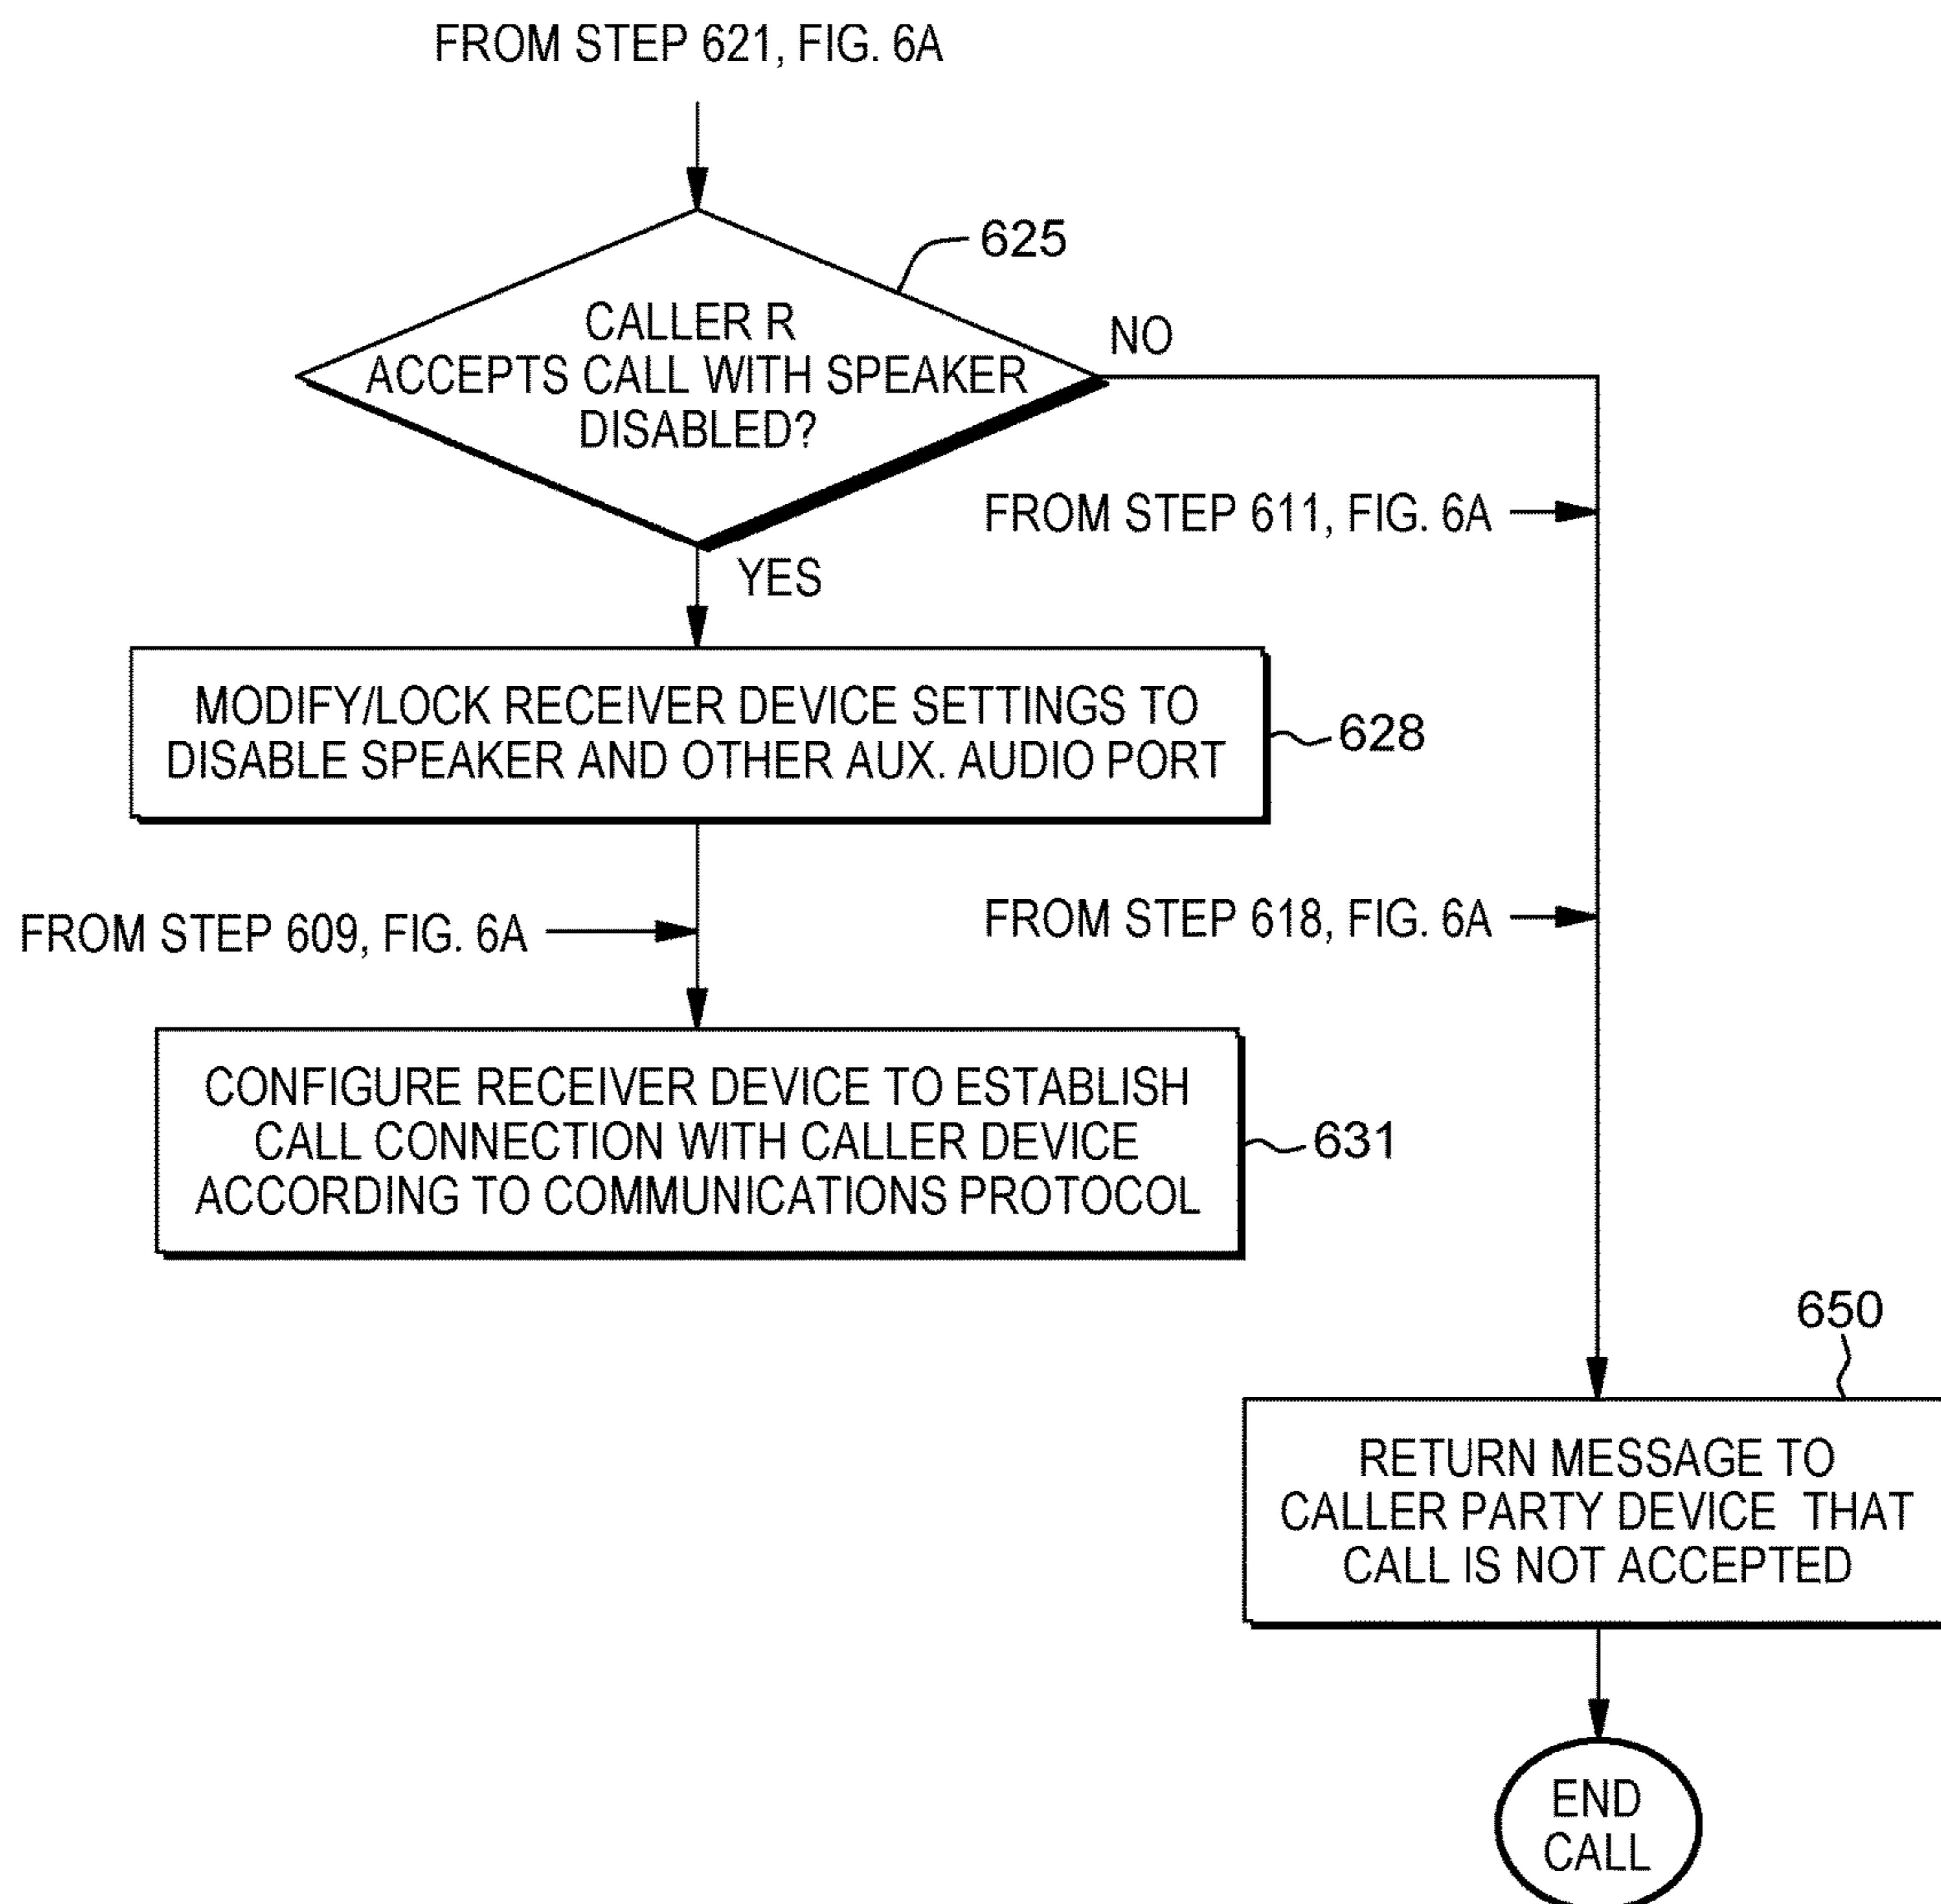 FROM STEP 621, FIG. 6A
625
CALLER R
ACCEPTS CALL WITH SPEAKER
DISABLED?
NO
FROM STEP 611, FIG. 6A
YES
MODIFY/LOCK RECEIVER DEVICE SETTINGS TO
DISABLE SPEAKER AND OTHER AUX. AUDIO PORT
628
FROM STEP 609, FIG. 6A
FROM STEP 618, FIG. 6A
CONFIGURE RECEIVER DEVICE TO ESTABLISH
CALL CONNECTION WITH CALLER DEVICE
ACCORDING TO COMMUNICATIONS PROTOCOL
631
650
RETURN MESSAGE TO
CALLER PARTY DEVICE THAT
CALL IS NOT ACCEPTED
END
CALL